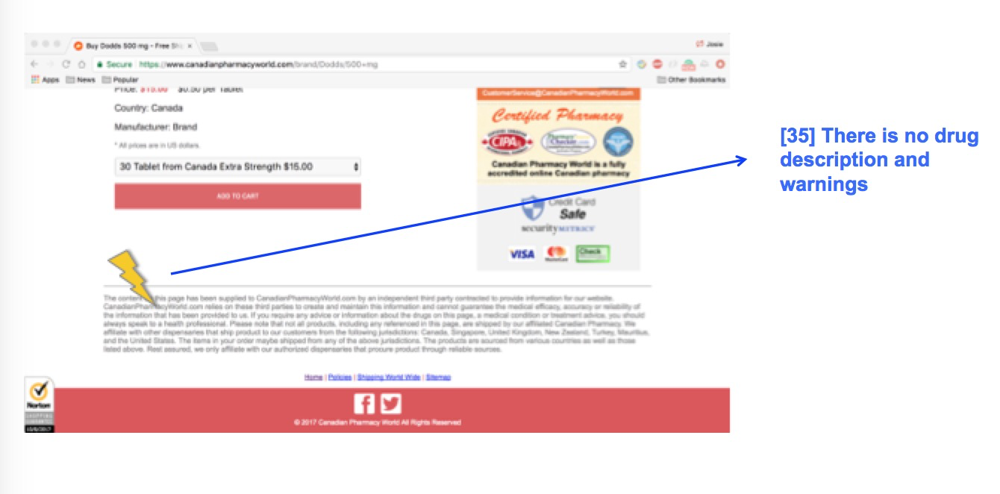 Buy Dodds 500 mg - Free Shi
Josie
Secure https://www.canadianpharmacyworld.com/brand/Dodds/500+mg
Apps News Popular
Other Bookmarks
Price: $15.00 $0.50 per Tablet
Country: Canada
Manufacturer: Brand
* All prices are in US dollars.
30 Tablet from Canada Extra Strength $15.00
ADD TO CART
CustomerService@CanadianPharmacyWorld.com
Certified Pharmacy
CIPA
Pharmacy
Checker.com
Canadian Pharmacy World is a fully
accredited online Canadian pharmacy
Credit Card
Safe
securityMETRICS
VISA MasterCard Check
[35] There is no drug
description and
warnings
The content this page has been supplied to CanadianPharmacyWorld.com by an independent third party contracted to provide information for our website.
CanadianPharmacyWorld.com relies on these third parties to create and maintain this information and cannot guarantee the medical efficacy, accuracy or reliability of
the information that has been provided to us. If you require any advice or information about the drugs on this page, a medical condition or treatment advice, you should
always speak to a health professional. Please note that not all products, including any referenced in this page, are shipped by our affiliated Canadian Pharmacy. We
affiliate with other dispensaries that ship product to our customers from the following jurisdictions: Canada, Singapore, United Kingdom, New Zealand, Turkey, Mauritius,
and the United States. The items in your order maybe shipped from any of the above jurisdictions. The products are sourced from various countries as well as those
listed above. Rest assured, we only affiliate with our authorized dispensaries that procure product through reliable sources.
Home | Policies | Shipping World Wide | Sitemap
Norton
SHOPPING
GUARANTEE
© 2017 Canadian Pharmacy World All Rights Reserved